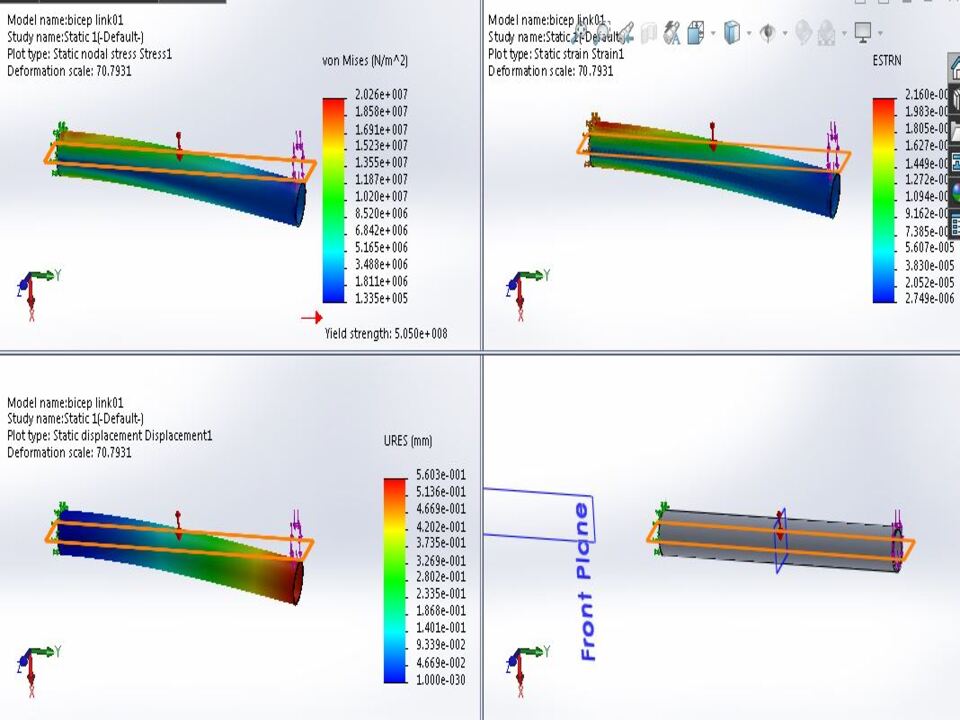 Model name:bicep link01
Study name:Static 1(-Default-)
Plot type: Static nodal stress Stress1
Deformation scale: 70.7931
von Mises (N/m^2)
2.026e+007
1.858e+007
1.691e+007
1.523e+007
1.355e+007
1.187e+007
1.020e+007
8.520e+006
6.842e+006
5.165e+006
3.488e+006
1.811e+006
1.335e+005
Yield strength: 5.050e+008
Y
Z
X
Model name:bicep link01
Study name:Static 1(-Default-)
Plot type: Static strain Strain1
Deformation scale: 70.7931
ESTRN
2.160e-00
1.983e-00
1.805e-00
1.627e-00
1.449e-00
1.272e-00
1.094e-00
9.162e-00
7.385e-00
5.607e-005
3.830e-005
2.052e-005
2.749e-006
Y
Z
X
Model name:bicep link01
Study name:Static 1(-Default-)
Plot type: Static displacement Displacement1
Deformation scale: 70.7931
URES (mm)
5.603e-001
5.136e-001
4.669e-001
4.202e-001
3.735e-001
3.269e-001
2.802e-001
2.335e-001
1.868e-001
1.401e-001
9.339e-002
4.669e-002
1.000e-030
Y
Z
X
Front Plane
Y
Z
X